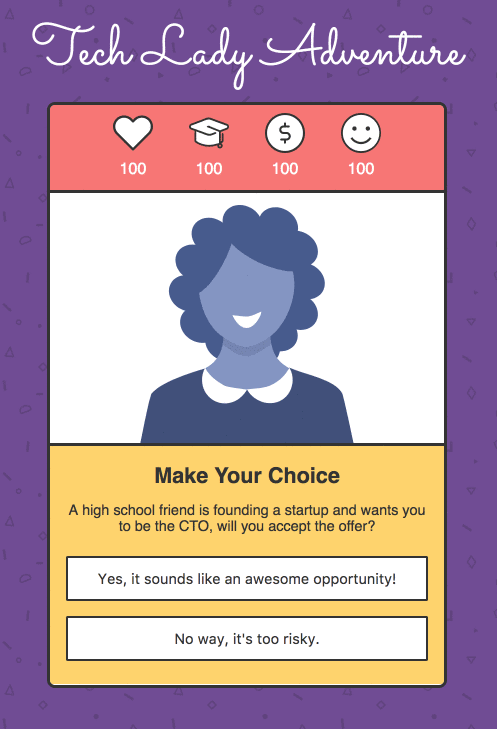 Tech Lady Adventure
$
100 100 100 100
Make Your Choice
A high school friend is founding a startup and wants you
to be the CTO, will you accept the offer?
Yes, it sounds like an awesome opportunity!
No way, it's too risky.